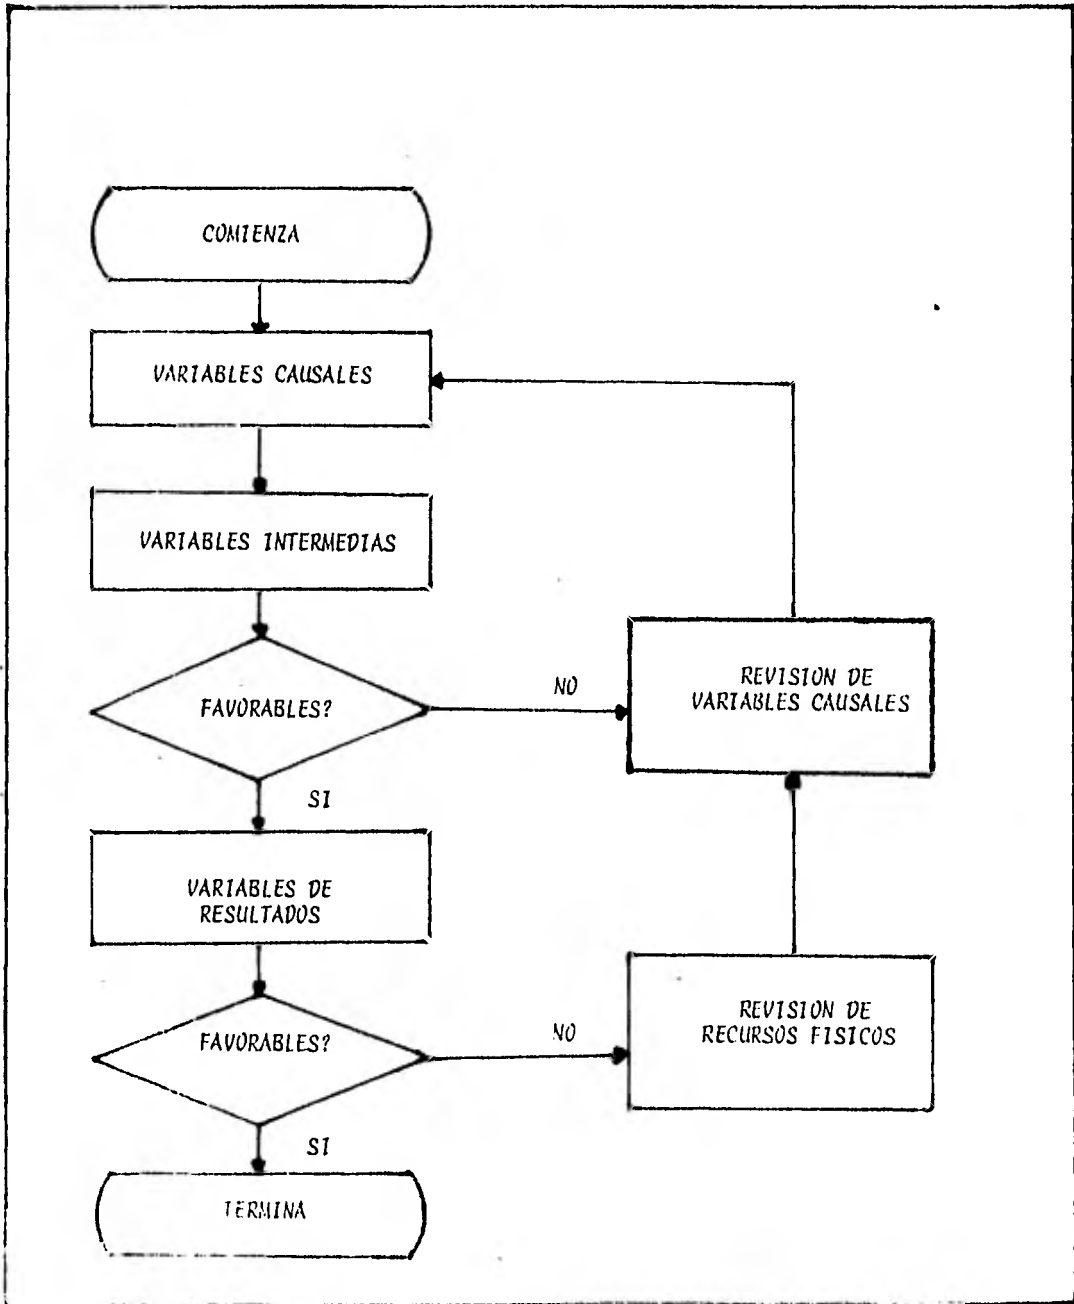 COMIENZA
VARIABLES CAUSALES
VARIABLES INTERMEDIAS
FAVORABLES?
NO
REVISION DE
VARIABLES CAUSALES
SI
VARIABLES DE
RESULTADOS
FAVORABLES?
NO
REVISION DE
RECURSOS FISICOS
SI
TERMINA